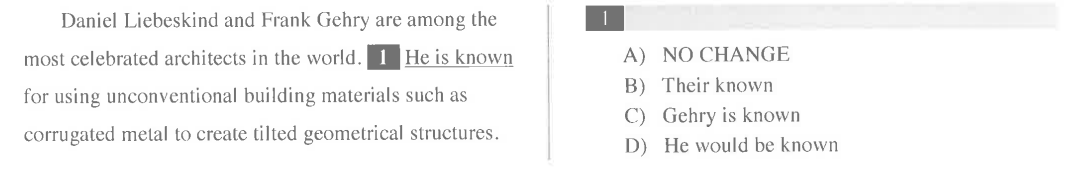 Daniel Liebeskind and Frank Gehry are among the
most celebrated architects in the world. 1 He is known
for using unconventional building materials such as
corrugated metal to create tilted geometrical structures.
1
A) NO CHANGE
B) Their known
C) Gehry is known
D) He would be known